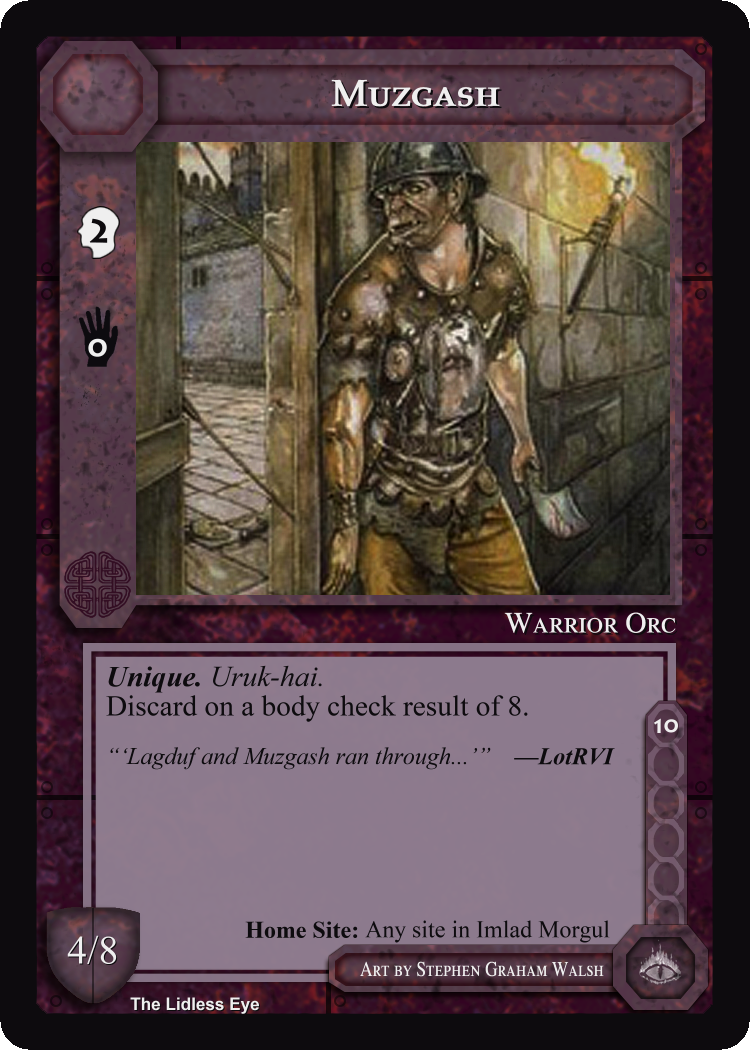 Muzgash
2
0
Warrior Orc
Unique. Uruk-hai.
Discard on a body check result of 8.
“‘Lagduf and Muzgash ran through...’” —LotRVI
10
Home Site: Any site in Imlad Morgul
4/8
Art by Stephen Graham Walsh
The Lidless Eye